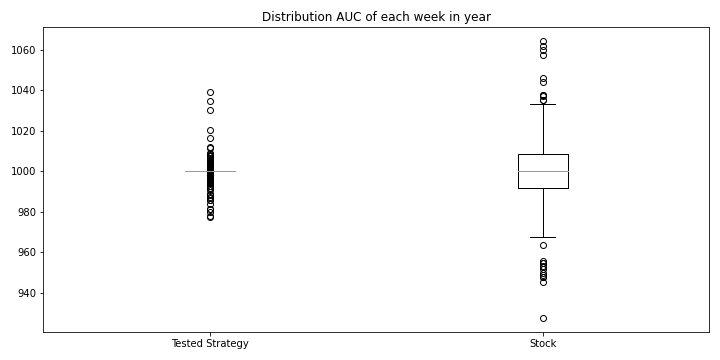 Distribution AUC of each week in year
1060
1040
1020
1000
980
960
940
Tested Strategy
Stock